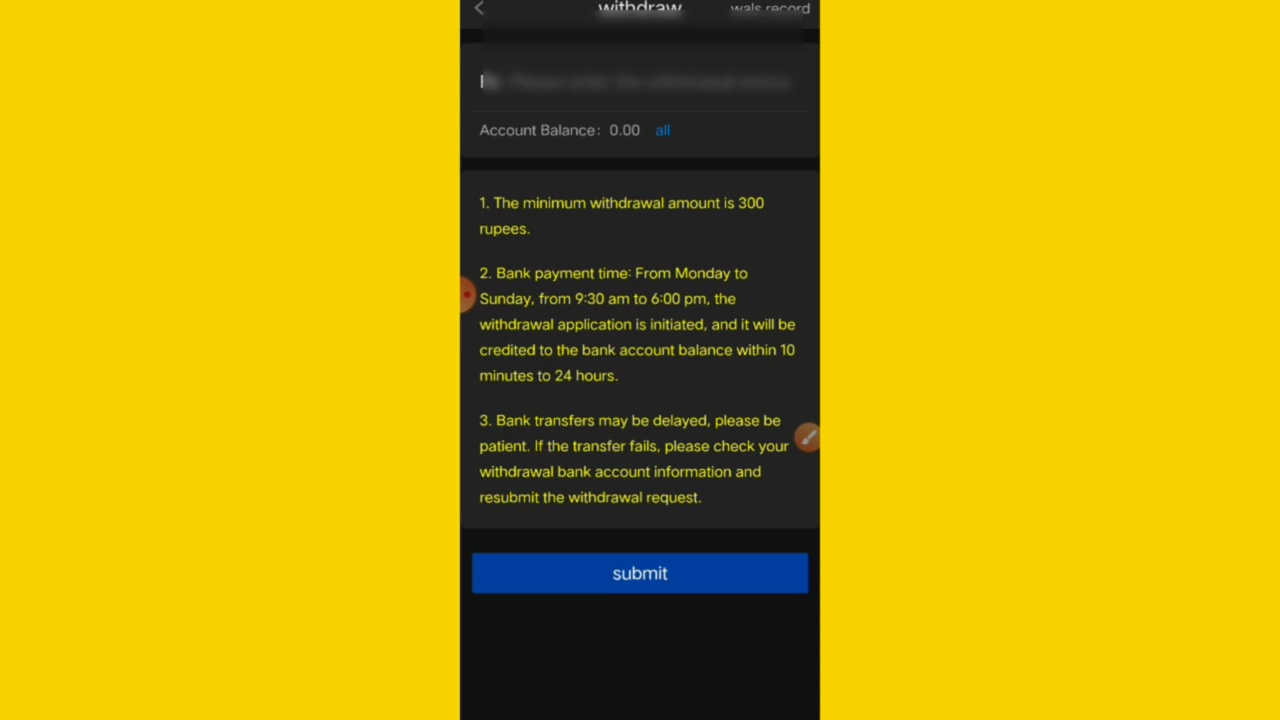 withdraw
wals record
Account Balance: 0.00 all
1. The minimum withdrawal amount is 300
rupees.
2. Bank payment time: From Monday to
Sunday, from 9:30 am to 6:00 pm, the
withdrawal application is initiated, and it will be
credited to the bank account balance within 10
minutes to 24 hours.
3. Bank transfers may be delayed, please be
patient. If the transfer fails, please check your
withdrawal bank account information and
resubmit the withdrawal request.
submit